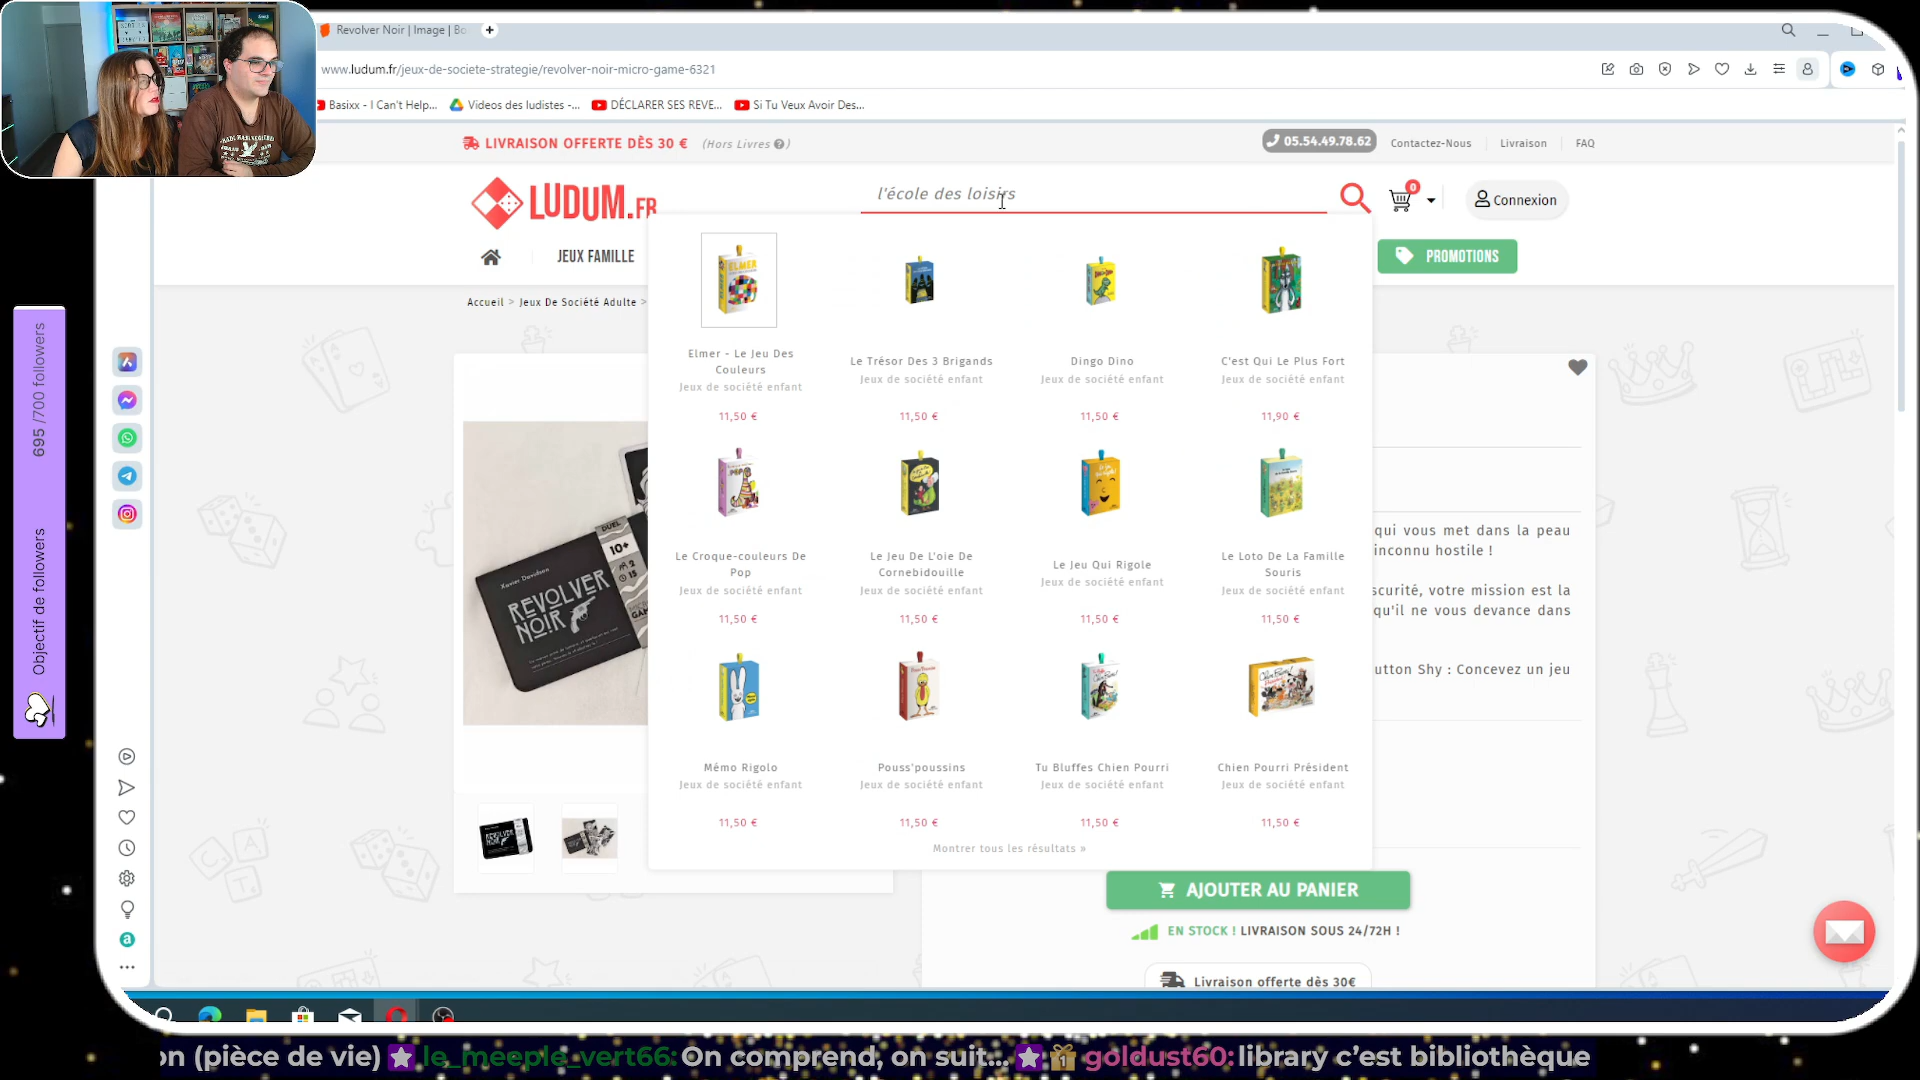 Revolver Noir | Image | Bo
www.ludum.fr/jeux-de-societe-strategie/revolver-noir-micro-game-6321
Basixx - I Can't Help...
Videos des ludistes -...
DÉCLARER SES REVE...
Si Tu Veux Avoir Des...
LIVRAISON OFFERTE DÈS 30 € (Hors Livres)
05.54.49.78.62
Contactez-Nous
Livraison
FAQ
LUDUM.FR
l'école des loisirs
0
Connexion
JEUX FAMILLE
PROMOTIONS
Accueil > Jeux De Société Adulte >
Elmer - Le Jeu Des
Couleurs
Jeux de société enfant
11,50 €
Le Trésor Des 3 Brigands
Jeux de société enfant
11,50 €
Dingo Dino
Jeux de société enfant
11,50 €
C'est Qui Le Plus Fort
Jeux de société enfant
11,90 €
Le Croque-couleurs De
Pop
Jeux de société enfant
11,50 €
Le Jeu De L'oie De
Cornebidouille
Jeux de société enfant
11,50 €
Le Jeu Qui Rigole
Jeux de société enfant
11,50 €
Le Loto De La Famille
Souris
Jeux de société enfant
11,50 €
Mémo Rigolo
Jeux de société enfant
11,50 €
Pouss'poussins
Jeux de société enfant
11,50 €
Tu Bluffes Chien Pourri
Jeux de société enfant
11,50 €
Chien Pourri Président
Jeux de société enfant
11,50 €
Montrer tous les résultats »
Xavier Davidson
REVOLVER
NOIR
DUEL
10+
2
15
qui vous met dans la peau
inconnu hostile !
scurité, votre mission est la
qu'il ne vous devance dans
utton Shy : Concevez un jeu
AJOUTER AU PANIER
EN STOCK ! LIVRAISON SOUS 24/72H !
Livraison offerte dès 30€
Objectif de followers
695 /700 followers
on (pièce de vie) le_meeple_vert66: On comprend, on suit... 1 goldust60: library c'est bibliothèque